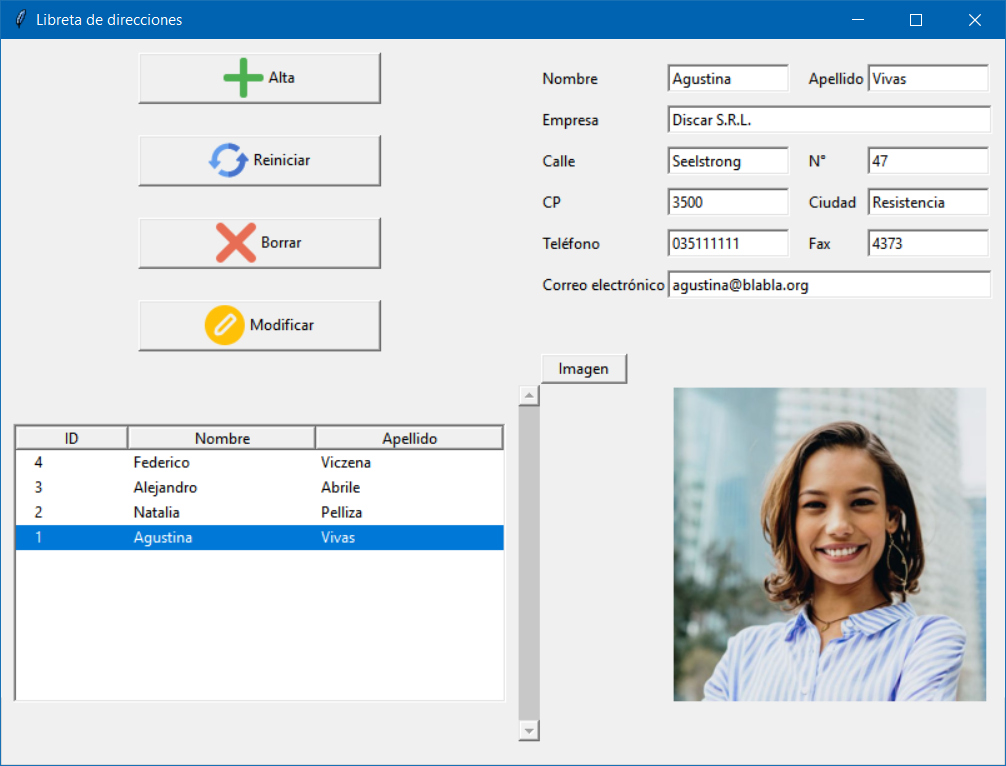 Libreta de direcciones
Alta
Reiniciar
Borrar
Modificar
Nombre Agustina Apellido Vivas
Empresa Discar S.R.L.
Calle Seelstrong N° 47
CP 3500 Ciudad Resistencia
Teléfono 035111111 Fax 4373
Correo electrónico agustina@blabla.org
Imagen
ID Nombre Apellido
4 Federico Viczena
3 Alejandro Abrile
2 Natalia Pelliza
1 Agustina Vivas